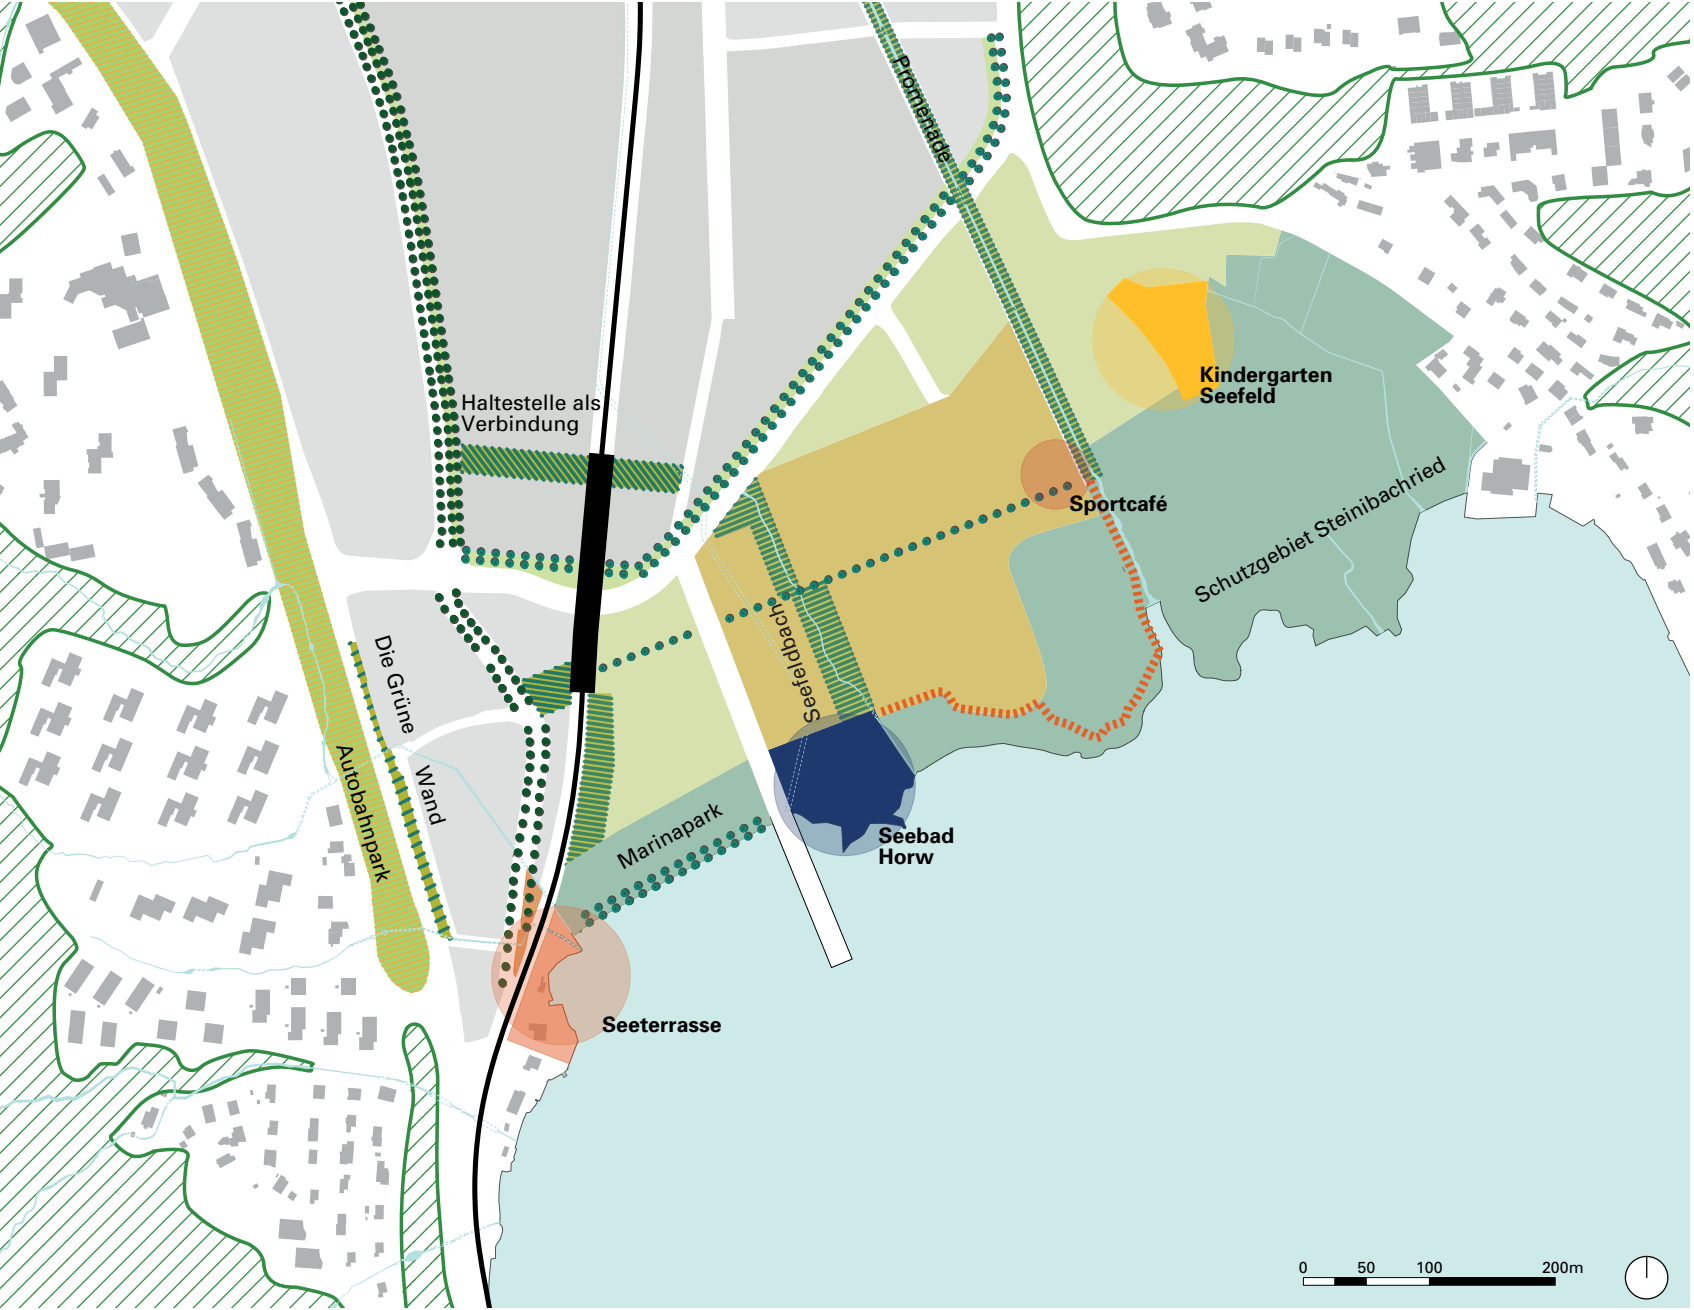 Promenade
Haltestelle als
Verbindung
Kindergarten
Seefeld
Sportcafé
Schutzgebiet Steinibachried
Seefeldbach
Die Grüne
Wand
Autobahnpark
Marinapark
Seebad
Horw
Seeterrasse
0 50 100 200m